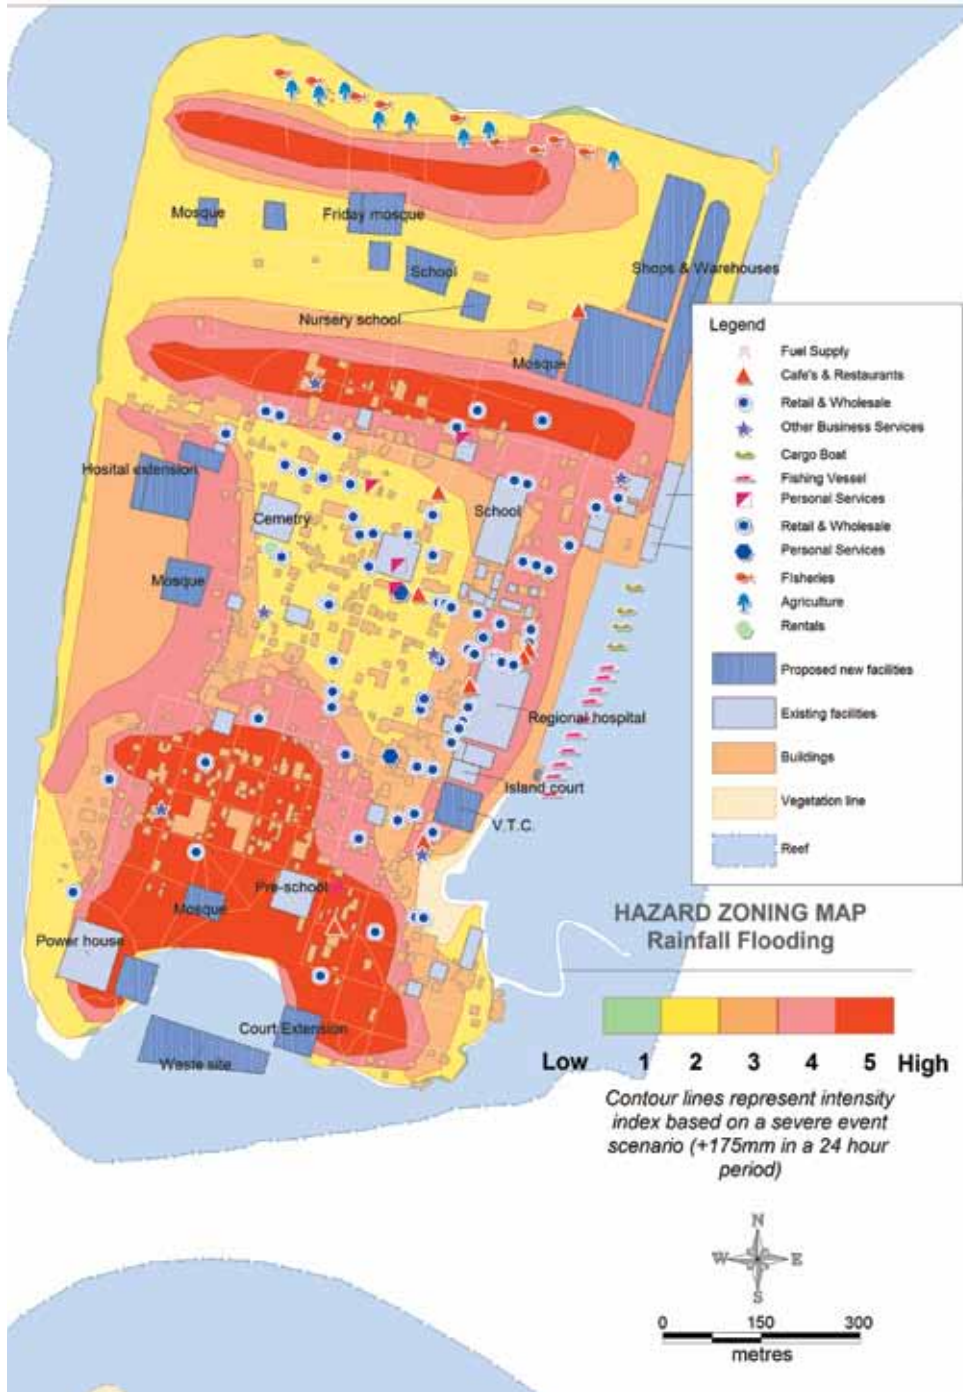 Mosque
Friday mosque
School
Shops & Warehouses
Nursery school
Mosque
Hosital extension
Cemetry
School
Mosque
Regional hospital
Island court
V.T.C.
Pre-school
Mosque
Power house
Court Extension
Waste site
Legend
Fuel Supply
Cafe's & Restaurants
Retail & Wholesale
Other Business Services
Cargo Boat
Fishing Vessel
Personal Services
Retail & Wholesale
Personal Services
Fisheries
Agriculture
Rentals
Proposed new facilities
Existing facilities
Buildings
Vegetation line
Reef
HAZARD ZONING MAP
Rainfall Flooding
Low 1 2 3 4 5 High
Contour lines represent intensity
index based on a severe event
scenario (+175mm in a 24 hour
period)
N
W E
S
0 150 300
metres